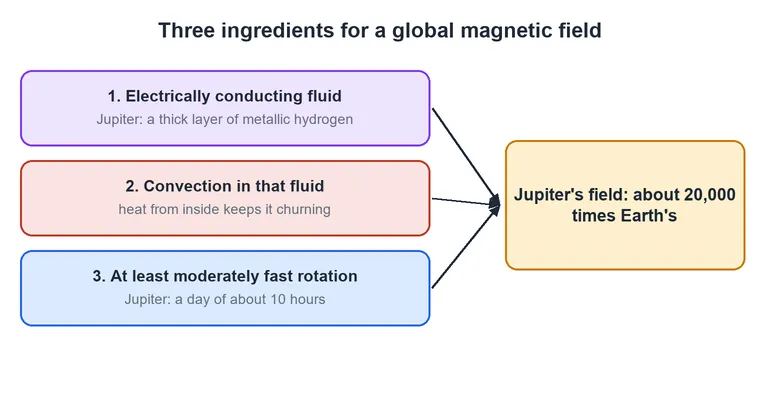 Three ingredients for a global magnetic field
1. Electrically conducting fluid
Jupiter: a thick layer of metallic hydrogen
2. Convection in that fluid
heat from inside keeps it churning
3. At least moderately fast rotation
Jupiter: a day of about 10 hours
Jupiter's field: about 20,000
times Earth's